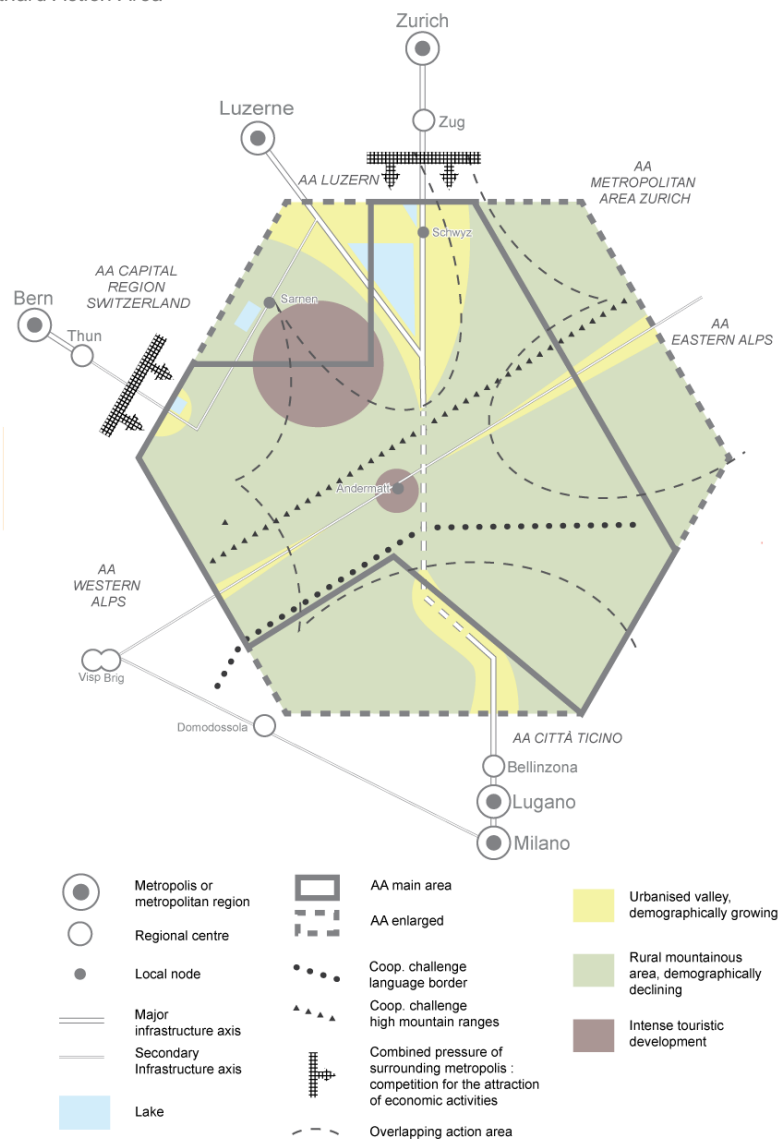 Action Area
Zurich
Zug
Luzerne
AA LUZERN
AA
METROPOLITAN
AREA ZURICH
Schwyz
AA CAPITAL
REGION
SWITZERLAND
Bern
Thun
Sarnen
AA
EASTERN ALPS
Andermatt
AA
WESTERN
ALPS
Visp Brig
Domodossola
AA CITTÀ TICINO
Bellinzona
Lugano
Milano
Metropolis or
metropolitan region
Regional centre
Local node
Major
infrastructure axis
Secondary
Infrastructure axis
Lake
AA main area
AA enlarged
Coop. challenge
language border
Coop. challenge
high mountain ranges
Combined pressure of
surrounding metropolis :
competition for the attraction
of economic activities
Overlapping action area
Urbanised valley,
demographically growing
Rural mountainous
area, demographically
declining
Intense touristic
development